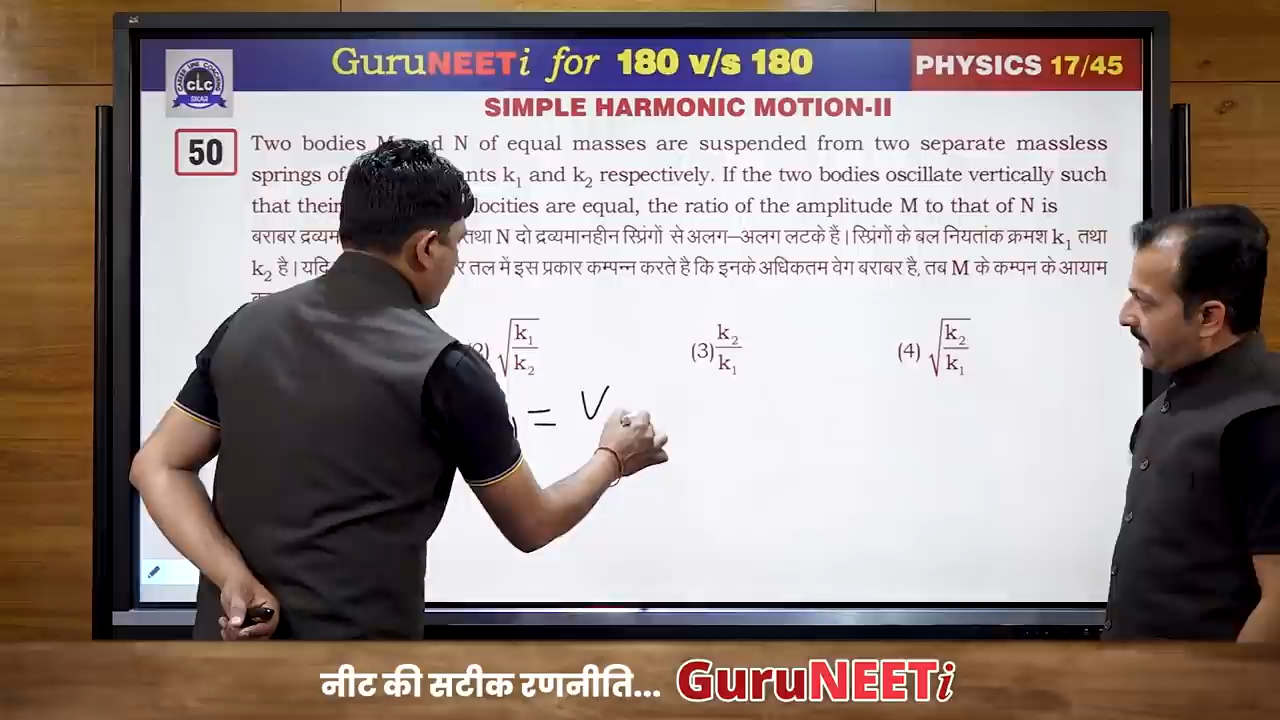 GuruNEETi for 180 v/s 180
PHYSICS 17/45
CLC
SIKAR
SIMPLE HARMONIC MOTION-II
50
Two bodies M and N of equal masses are suspended from two separate massless
springs of ants k₁ and k₂ respectively. If the two bodies oscillate vertically such
that their locities are equal, the ratio of the amplitude M to that of N is
बराबर द्रव्यम तथा N दो द्रव्यमानहीन स्प्रिंगों से अलग–अलग लटके हैं। स्प्रिंगों के बल नियतांक क्रमश k₁ तथा
k₂ है। यदि र तल में इस प्रकार कम्पन्न करते है कि इनके अधिकतम वेग बराबर है, तब M के कम्पन के आयाम
(2) √(k₁/k₂) (3) k₂/k₁ (4) √(k₂/k₁)
= V
नीट की सटीक रणनीति... GuruNEETi